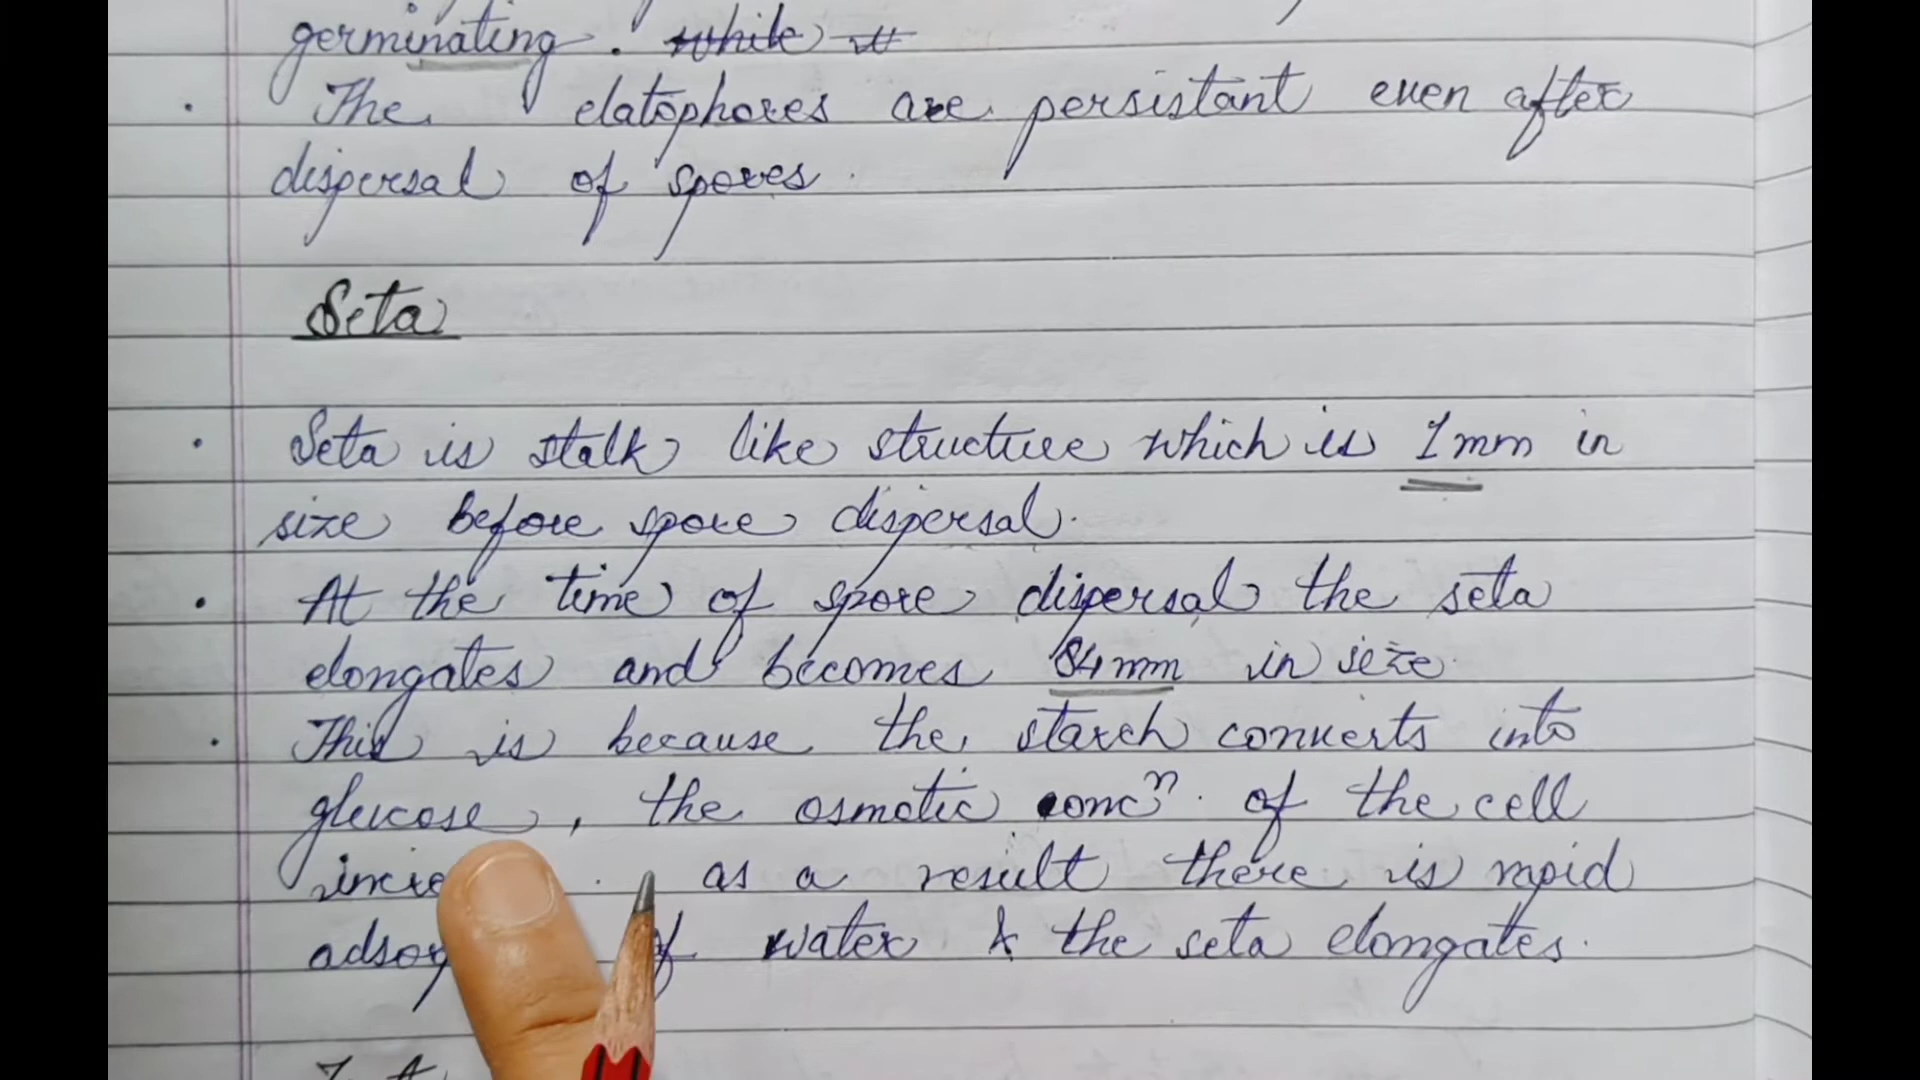 germinating. while it
The elatophores are persistant even after
dispersal of spores.
Seta
Seta is stalk like structure which is 1mm in
size before spore dispersal.
At the time of spore dispersal the seta
elongates and becomes 84mm in size.
This is because the starch converts into
glucose, the osmotic concn. of the cell
as a result there is rapid
of water & the seta elongates.